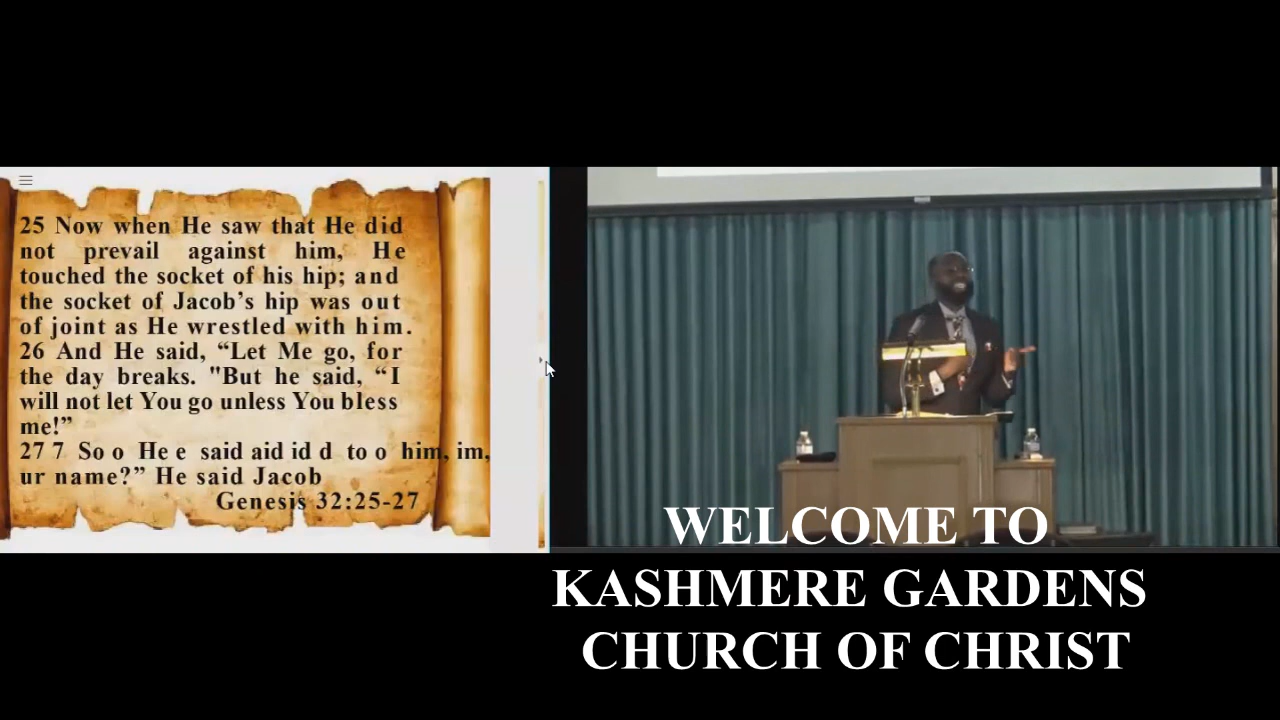 25 Now when He saw that He did
not prevail against him, He
touched the socket of his hip; and
the socket of Jacob’s hip was out
of joint as He wrestled with him.
26 And He said, “Let Me go, for
the day breaks. "But he said, “I
will not let You go unless You bless
me!”
27 7 So o He e said aid id d to o him, im,
ur name?” He said Jacob
Genesis 32:25-27
WELCOME TO
KASHMERE GARDENS
CHURCH OF CHRIST